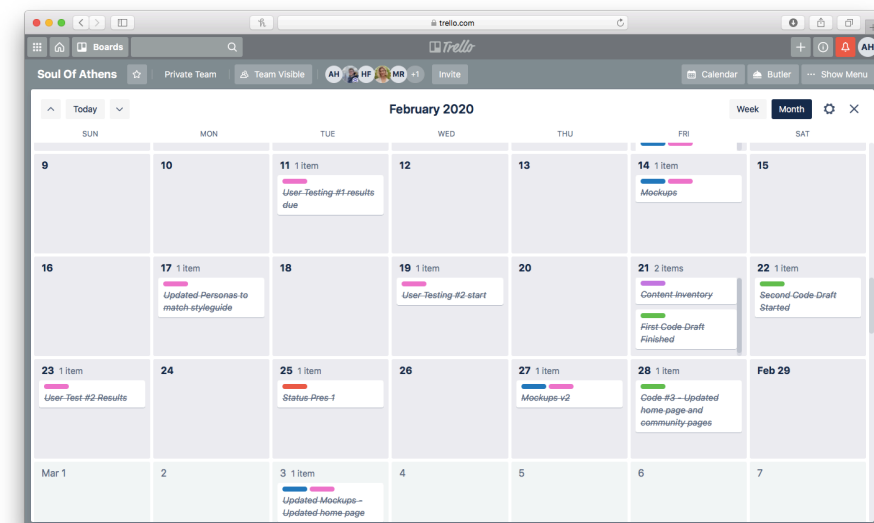 trello.com
Boards
Trello
AH
Soul Of Athens
Private Team
Team Visible
AH HF MR +1
Invite
Calendar
Butler
··· Show Menu
Today
February 2020
Week
Month
SUN MON TUE WED THU FRI SAT
9
10
11 1 item
User Testing #1 results
due
12
13
14 1 item
Mockups
15
16
17 1 item
Updated Personas to
match styleguide
18
19 1 item
User Testing #2 start
20
21 2 items
Content Inventory
First Code Draft
Finished
22 1 item
Second Code Draft
Started
23 1 item
User Test #2 Results
24
25 1 item
Status Pres 1
26
27 1 item
Mockups v2
28 1 item
Code #3 - Updated
home page and
community pages
Feb 29
Mar 1
2
3 1 item
Updated Mockups -
Updated home page
4
5
6
7